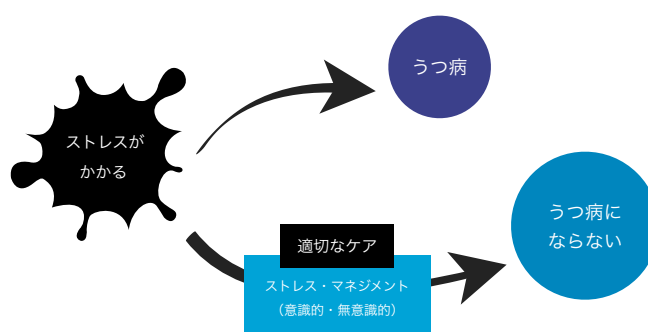 うつ病
ストレスが
かかる
うつ病に
ならない
適切なケア
ストレス・マネジメント
（意識的・無意識的）